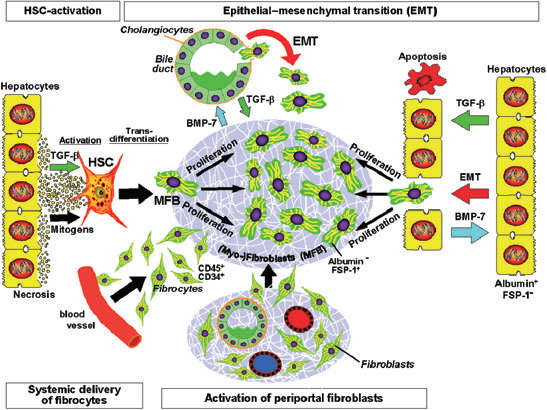 HSC-activation
Epithelial–mesenchymal transition (EMT)
Cholangiocytes
EMT
Bile
duct
Hepatocytes
Activation
Trans-
differentiation
TGF-β
HSC
Mitogens
Necrosis
MFB
TGF-β
BMP-7
Proliferation
Proliferation
Proliferation
Proliferation
(Myo-)Fibroblasts (MFB)
Albumin⁻
FSP-1⁺
Apoptosis
Hepatocytes
TGF-β
EMT
BMP-7
Albumin⁺
FSP-1⁻
CD45⁺
CD34⁺
Fibrocytes
blood
vessel
Fibroblasts
Systemic delivery
of fibrocytes
Activation of periportal fibroblasts